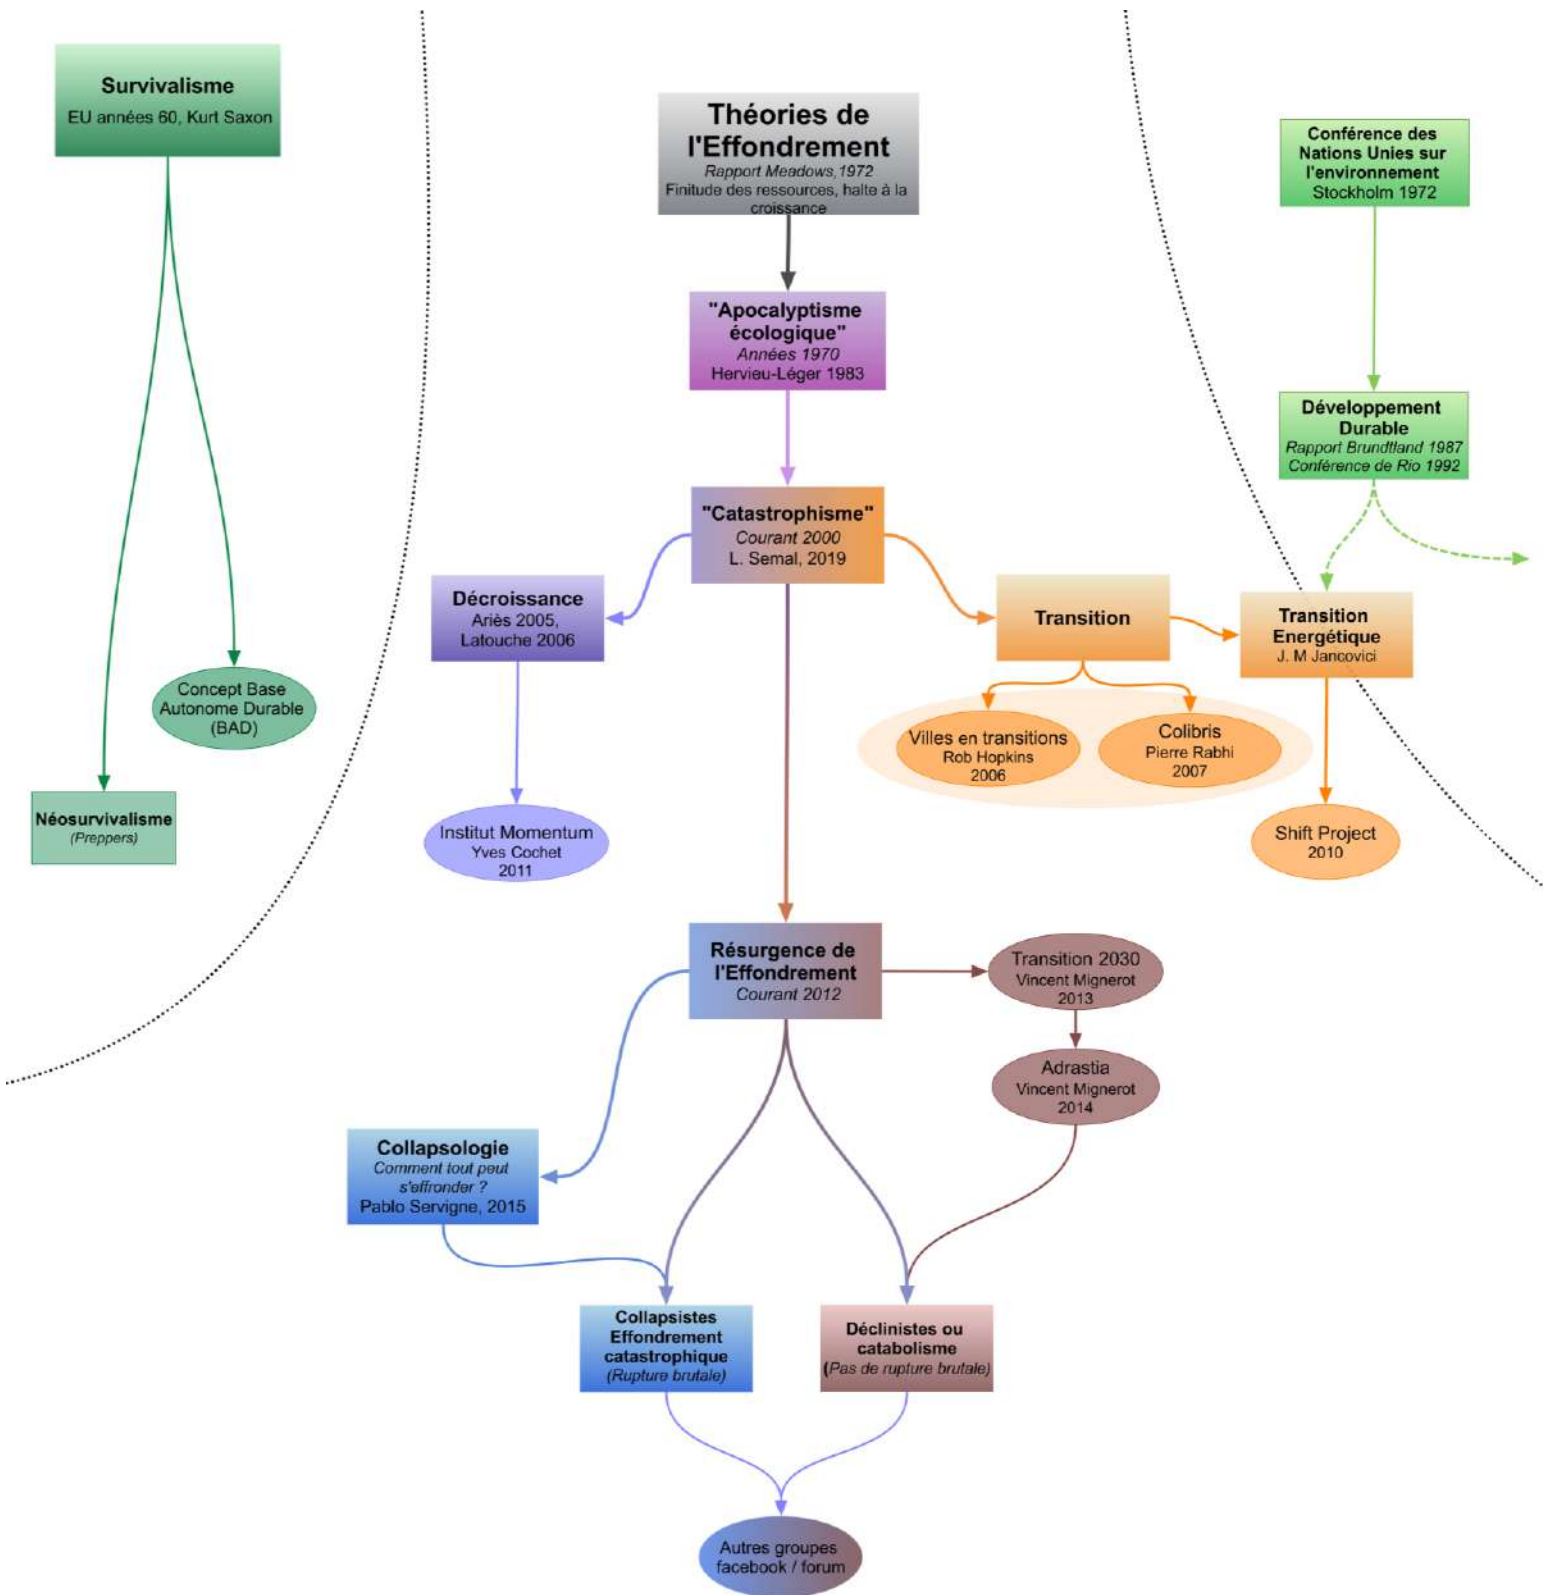 Survivalisme
EU années 60, Kurt Saxon
Théories de
l'Effondrement
Rapport Meadows,1972
Finitude des ressources, halte à la
croissance
Conférence des
Nations Unies sur
l'environnement
Stockholm 1972
"Apocalyptisme
écologique"
Années 1970
Hervieu-Léger 1983
Développement
Durable
Rapport Brundtland 1987
Conférence de Rio 1992
"Catastrophisme"
Courant 2000
L. Semal, 2019
Décroissance
Ariès 2005,
Latouche 2006
Transition
Transition
Energétique
J. M Jancovici
Concept Base
Autonome Durable
(BAD)
Villes en transitions
Rob Hopkins
2006
Colibris
Pierre Rabhi
2007
Néosurvivalisme
(Preppers)
Institut Momentum
Yves Cochet
2011
Shift Project
2010
Résurgence de
l'Effondrement
Courant 2012
Transition 2030
Vincent Mignerot
2013
Adrastia
Vincent Mignerot
2014
Collapsologie
Comment tout peut
s'effronder ?
Pablo Servigne, 2015
Collapsistes
Effondrement
catastrophique
(Rupture brutale)
Déclinistes ou
catabolisme
(Pas de rupture brutale)
Autres groupes
facebook / forum